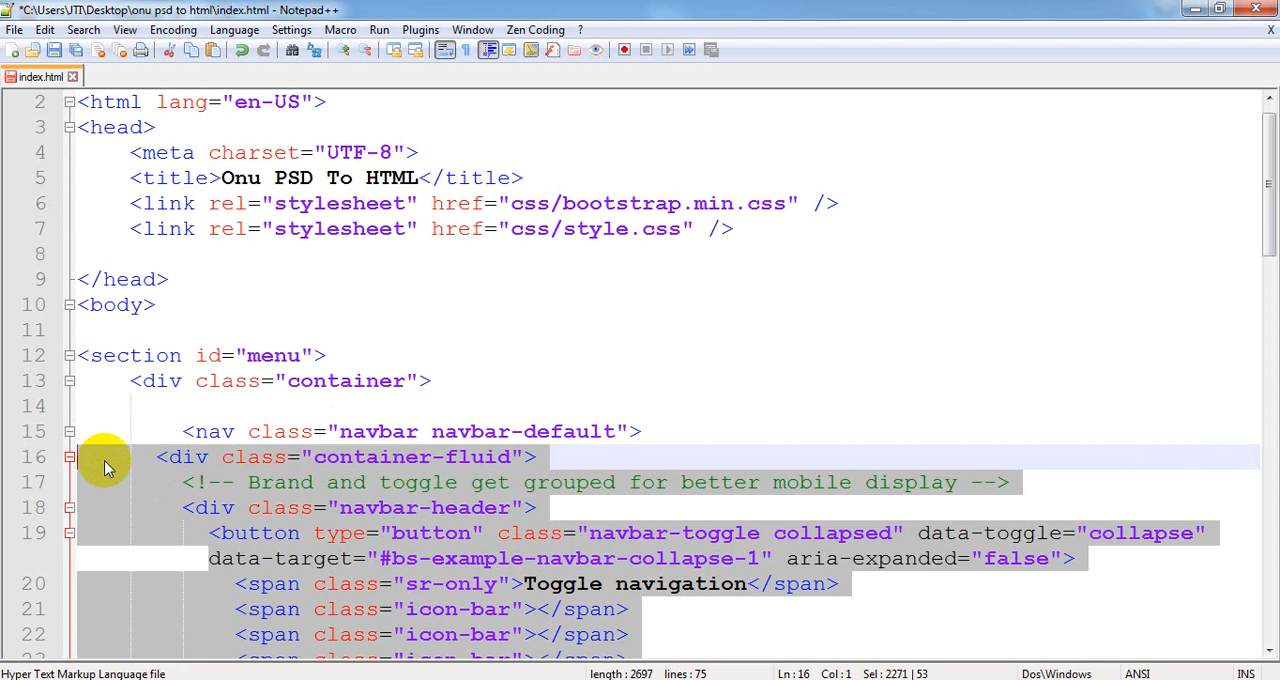 *C:\Users\JTI\Desktop\onu psd to html\index.html - Notepad++
File Edit Search View Encoding Language Settings Macro Run Plugins Window Zen Coding ? X
index.html
2 <html lang="en-US">
3 <head>
4 <meta charset="UTF-8">
5 <title>Onu PSD To HTML</title>
6 <link rel="stylesheet" href="css/bootstrap.min.css" />
7 <link rel="stylesheet" href="css/style.css" />
8
9 </head>
10 <body>
11
12 <section id="menu">
13 <div class="container">
14
15 <nav class="navbar navbar-default">
16 <div class="container-fluid">
17 <!-- Brand and toggle get grouped for better mobile display -->
18 <div class="navbar-header">
19 <button type="button" class="navbar-toggle collapsed" data-toggle="collapse"
data-target="#bs-example-navbar-collapse-1" aria-expanded="false">
20 <span class="sr-only">Toggle navigation</span>
21 <span class="icon-bar"></span>
22 <span class="icon-bar"></span>
23 <span class="icon-bar"></span>
Hyper Text Markup Language file length : 2697 lines : 75 Ln : 16 Col : 1 Sel : 2271 | 53 Dos\Windows ANSI INS